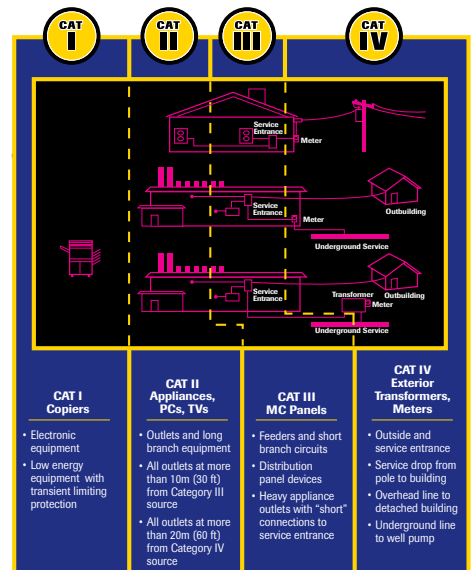 CAT
I
CAT
II
CAT
III
CAT
IV
Service
Entrance
Meter
Service
Entrance
Meter
Outbuilding
Underground Service
Service
Entrance
Transformer
Meter
Outbuilding
Underground Service
CAT I
Copiers
• Electronic
equipment
• Low energy
equipment with
transient limiting
protection
CAT II
Appliances,
PCs, TVs
• Outlets and long
branch equipment
• All outlets at more
than 10m (30 ft)
from Category III
source
• All outlets at more
than 20m (60 ft)
from Category IV
source
CAT III
MC Panels
• Feeders and short
branch circuits
• Distribution
panel devices
• Heavy appliance
outlets with “short”
connections to
service entrance
CAT IV
Exterior
Transformers,
Meters
• Outside and
service entrance
• Service drop from
pole to building
• Overhead line to
detached building
• Underground line
to well pump